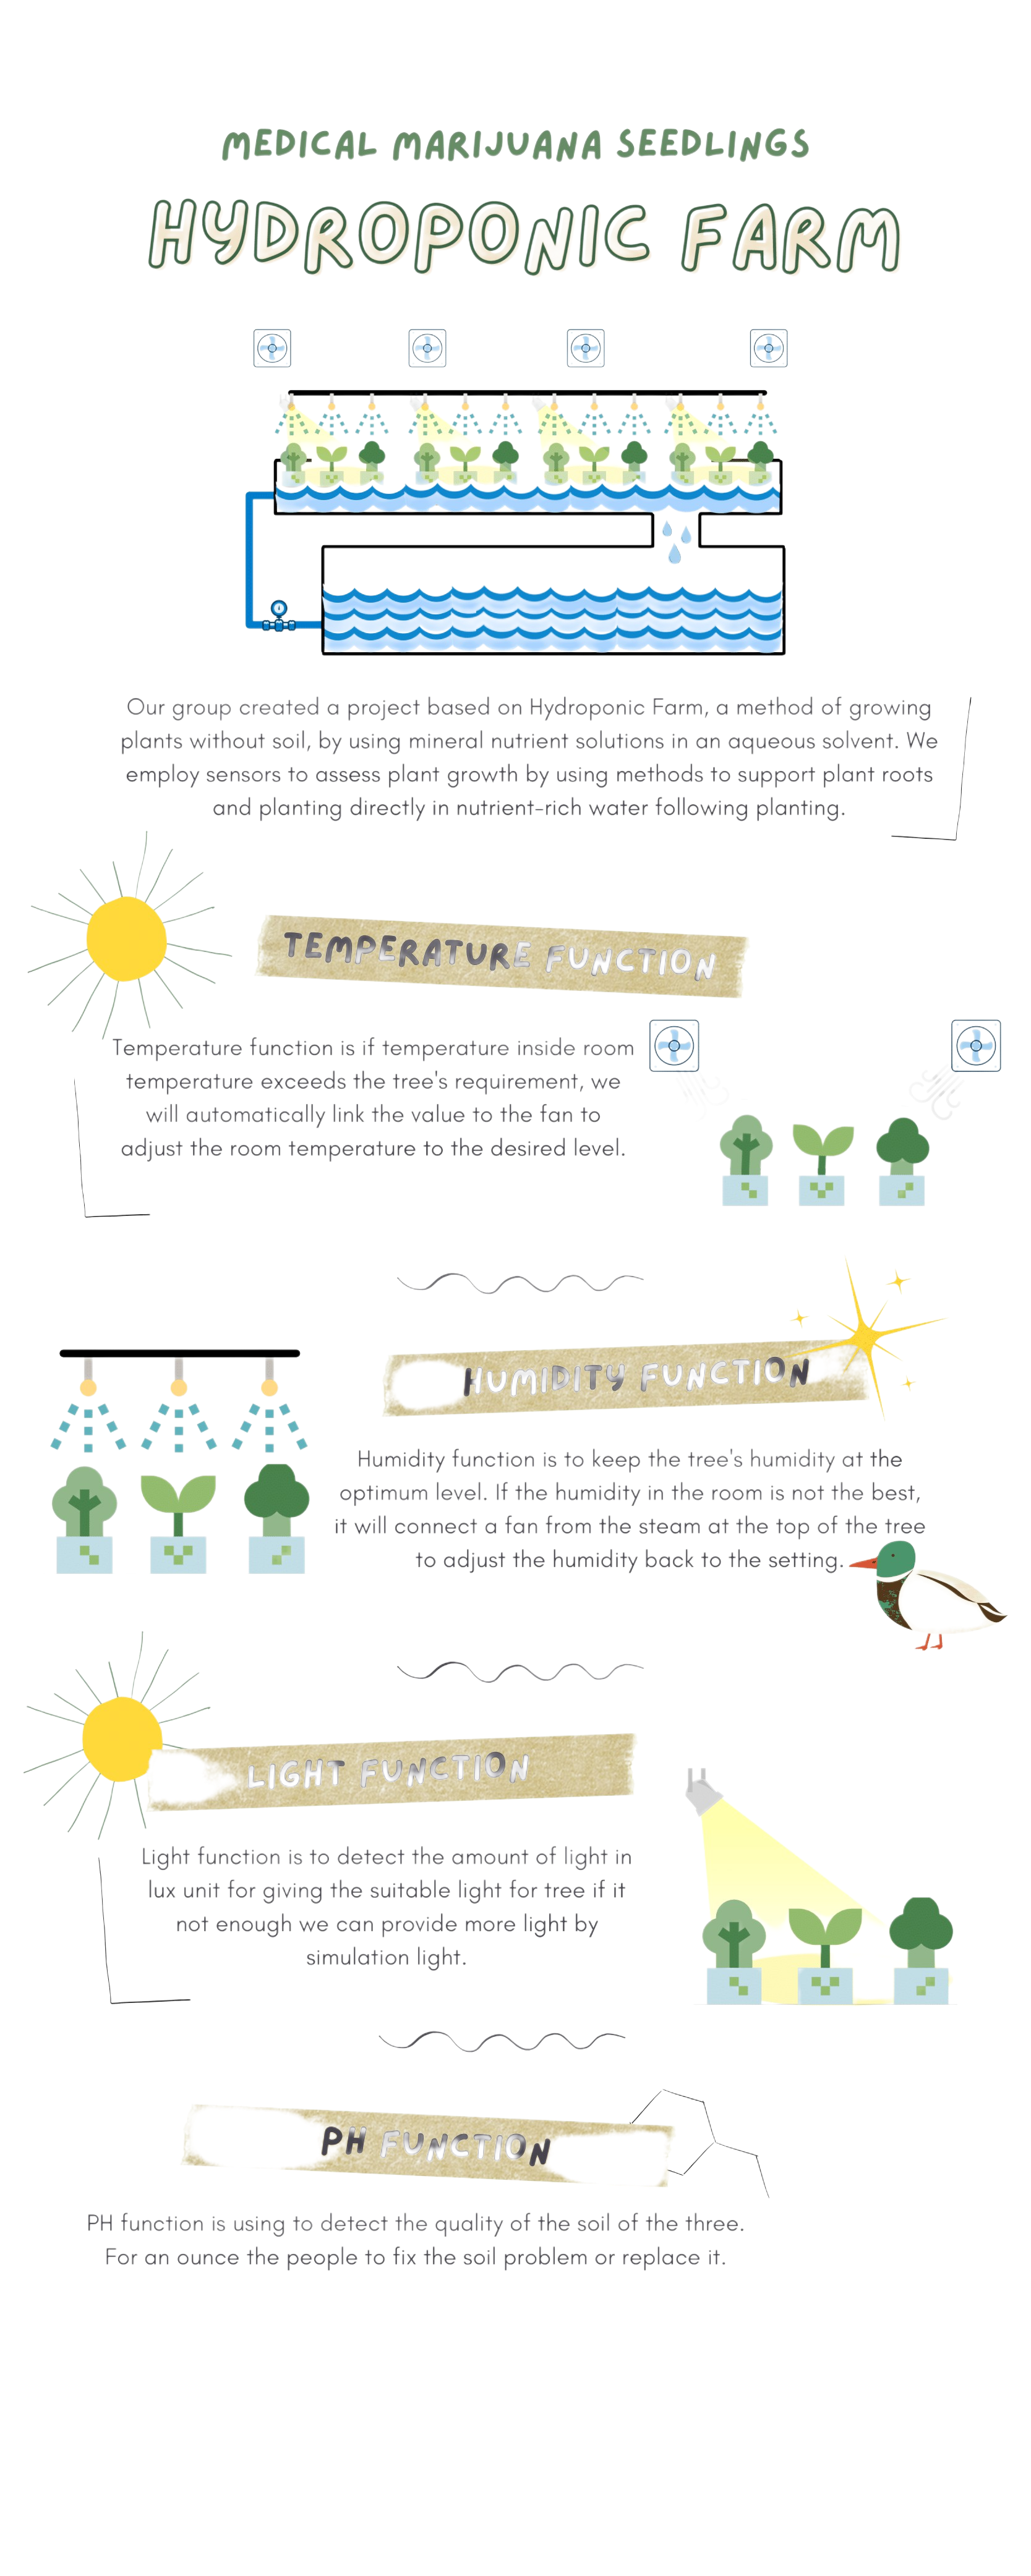 MEDICAL MARIJUANA SEEDLINGS
HYDROPONIC FARM
Our group created a project based on Hydroponic Farm, a method of growing
plants without soil, by using mineral nutrient solutions in an aqueous solvent. We
employ sensors to assess plant growth by using methods to support plant roots
and planting directly in nutrient-rich water following planting.
TEMPERATURE FUNCTION
Temperature function is if temperature inside room
temperature exceeds the tree's requirement, we
will automatically link the value to the fan to
adjust the room temperature to the desired level.
HUMIDITY FUNCTION
Humidity function is to keep the tree's humidity at the
optimum level. If the humidity in the room is not the best,
it will connect a fan from the steam at the top of the tree
to adjust the humidity back to the setting.
LIGHT FUNCTION
Light function is to detect the amount of light in
lux unit for giving the suitable light for tree if it
not enough we can provide more light by
simulation light.
PH FUNCTION
PH function is using to detect the quality of the soil of the three.
For an ounce the people to fix the soil problem or replace it.